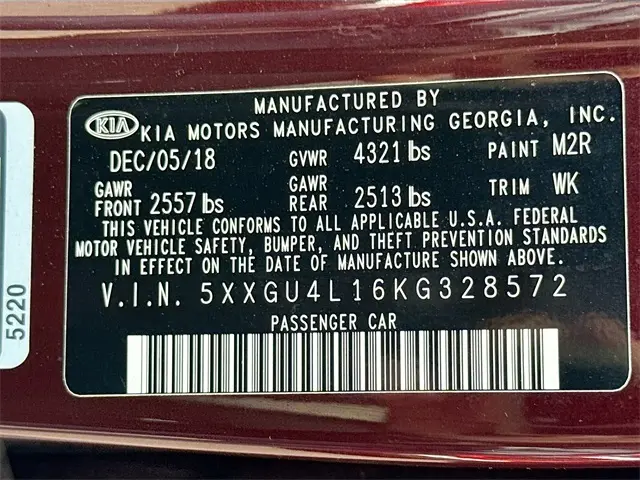 MANUFACTURED BY
KIA KIA MOTORS MANUFACTURING GEORGIA, INC.
DEC/05/18 GVWR 4321 lbs PAINT M2R
GAWR FRONT 2557 lbs GAWR REAR 2513 lbs TRIM WK
THIS VEHICLE CONFORMS TO ALL APPLICABLE U.S.A. FEDERAL
MOTOR VEHICLE SAFETY, BUMPER, AND THEFT PREVENTION STANDARDS
IN EFFECT ON THE DATE OF MANUFACTURE SHOWN ABOVE.
V.I.N. 5XXGU4L16KG328572
PASSENGER CAR
5220